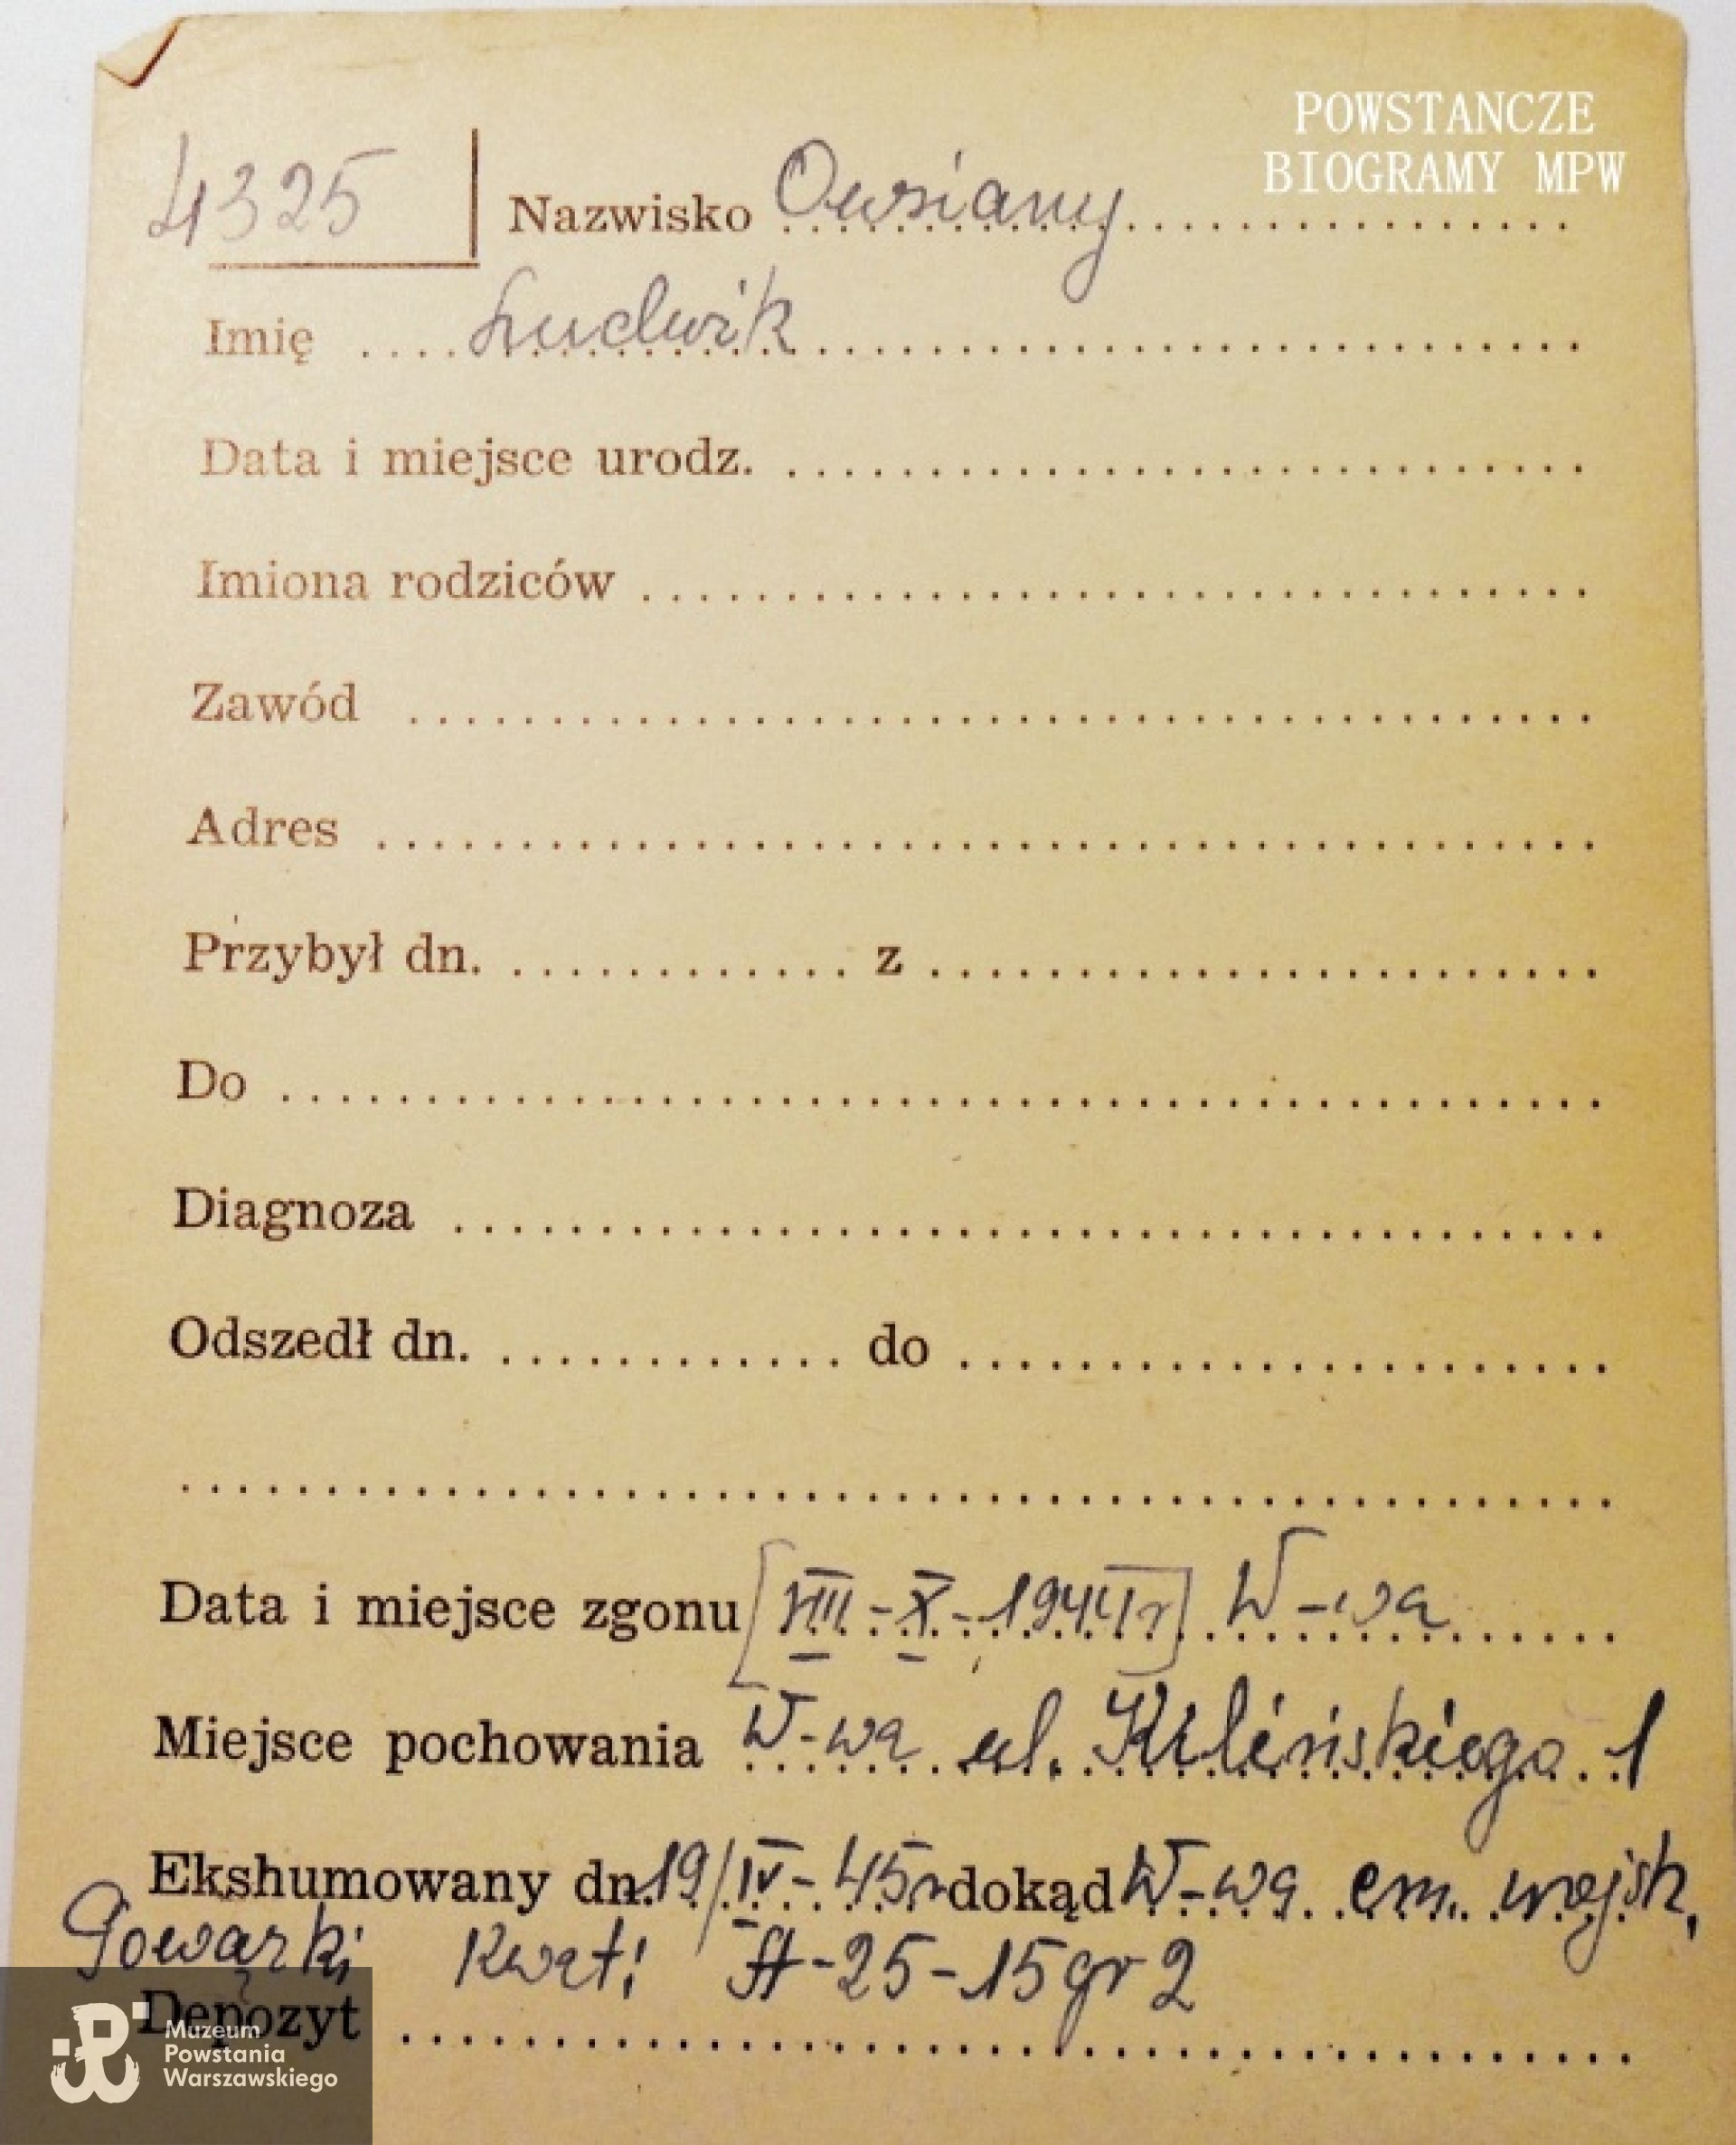 POWSTANCZE
BIOGRAMY MPW
4325 Nazwisko Owsiany
Imię Ludwik
Data i miejsce urodz.
Imiona rodziców
Zawód
Adres
Przybył dn. z
Do
Diagnoza
Odszedł dn. do
Data i miejsce zgonu [VIII-X-1944r] W-wa
Miejsce pochowania W-wa ul. Kilińskiego 1
Ekshumowany dn. 19/IV-45r dokąd W-wa cm. wojsk.
Powązki Kwat: A-25-15 gr 2
Depozyt
Muzeum
Powstania
Warszawskiego